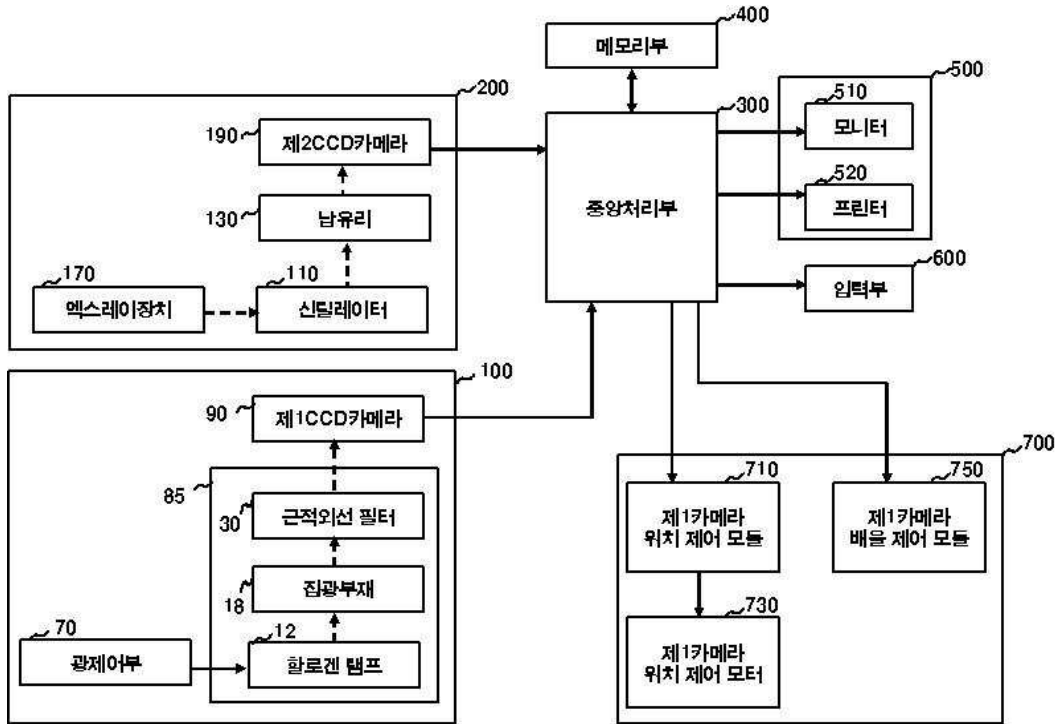 400
메모리부
200
190
제2CCD카메라
130
납유리
170
엑스레이장치
110
신틸레이터
300
중앙처리부
500
510
모니터
520
프린터
600
입력부
100
90
제1CCD카메라
85
30
근적외선 필터
18
집광부재
70
광제어부
12
할로겐 램프
700
710
제1카메라
위치 제어 모듈
750
제1카메라
배율 제어 모듈
730
제1카메라
위치 제어 모터